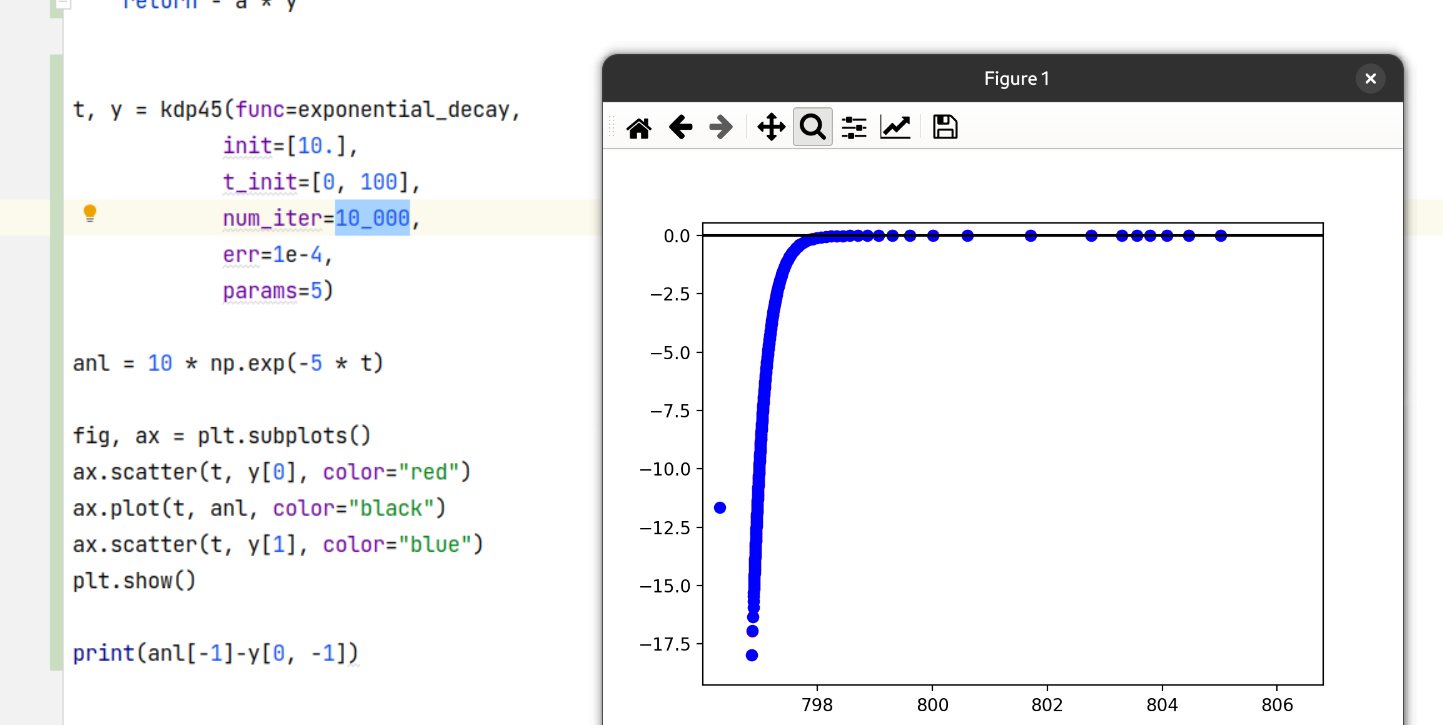 return - a * y
t, y = kdp45(func=exponential_decay,
init=[10.],
t_init=[0, 100],
num_iter=10_000,
err=1e-4,
params=5)
anl = 10 * np.exp(-5 * t)
fig, ax = plt.subplots()
ax.scatter(t, y[0], color="red")
ax.plot(t, anl, color="black")
ax.scatter(t, y[1], color="blue")
plt.show()
print(anl[-1]-y[0, -1])
Figure 1
0.0
−2.5
−5.0
−7.5
−10.0
−12.5
−15.0
−17.5
798 800 802 804 806